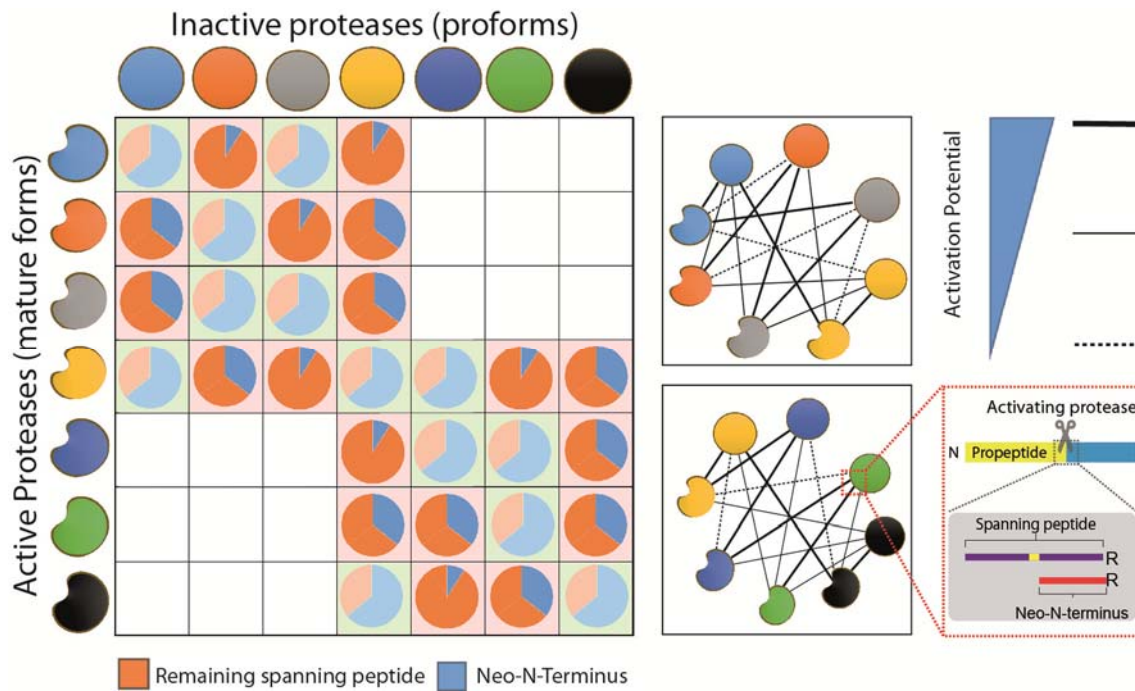 Inactive proteases (proforms)
Active Proteases (mature forms)
Remaining spanning peptide
Neo-N-Terminus
Activation Potential
Activating protease
N
Propeptide
Spanning peptide
R
R
Neo-N-terminus